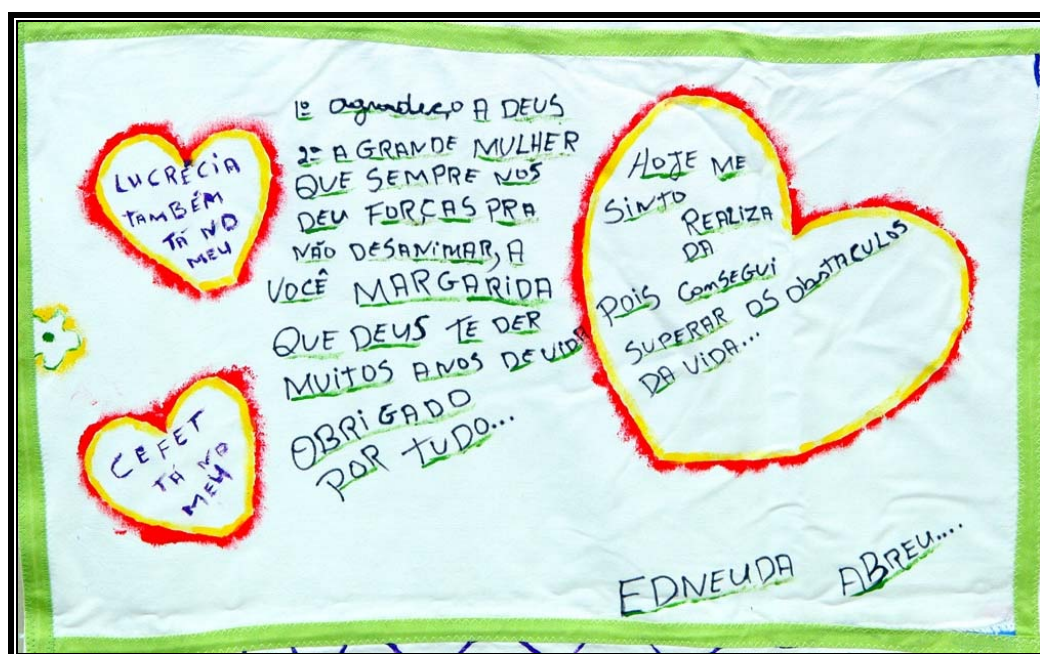 LUCRÉCIA
TAMBÉM
TÁ NO
MEU
CEFET
TÁ NO
MEU
1º agradeço A DEUS
2º A GRANDE MULHER
QUE SEMPRE NOS
DEU FORÇAS PRA
NÃO DESANIMAR, A
VOCÊ MARGARIDA
QUE DEUS TE DER
MUITOS ANOS DE VIDA
OBRIGADO
POR TUDO...
HOJE ME
SINTO
REALIZA
DA
POIS COMSEGUI
SUPERAR OS OBSTACULOS
DA VIDA...
EDNEUDA ABREU....